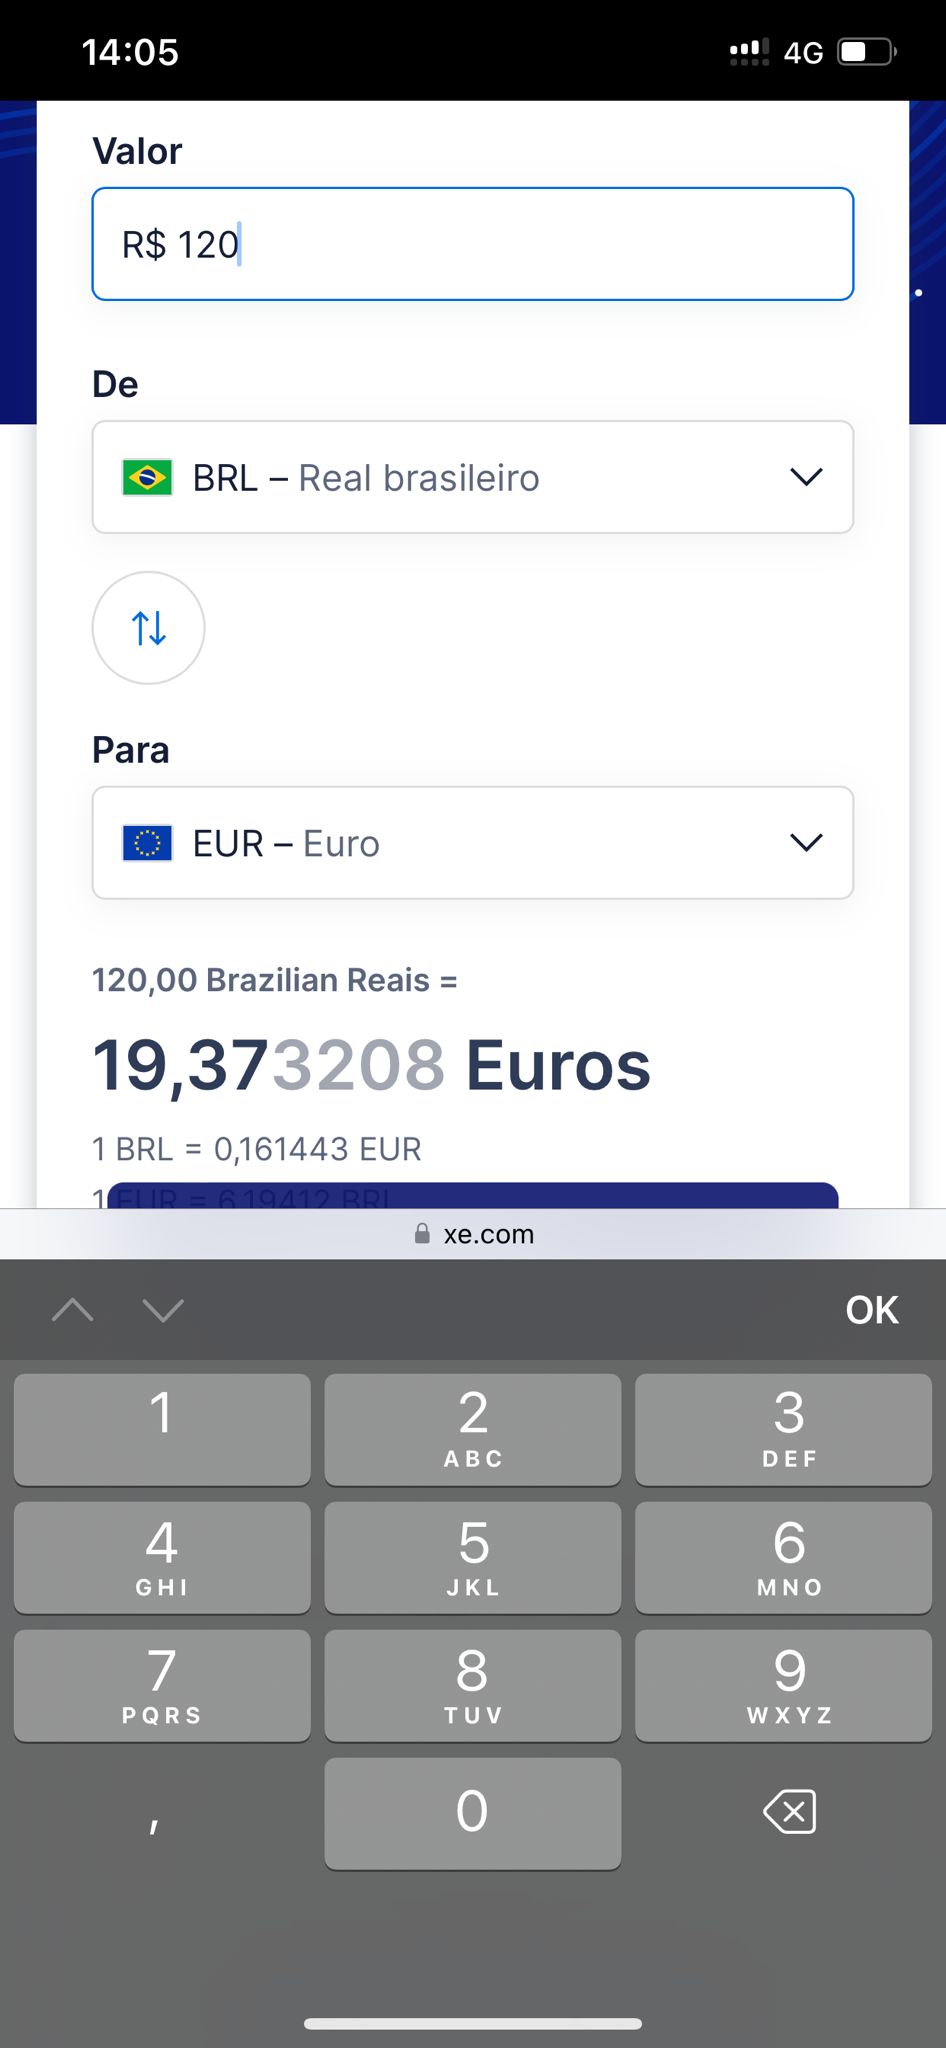 14:05 4G
Valor
R$ 120
De
BRL – Real brasileiro
Para
EUR – Euro
120,00 Brazilian Reais =
19,373208 Euros
1 BRL = 0,161443 EUR
1 EUR = 6,19412 BRL
xe.com
OK
1 2 3
ABC DEF
4 5 6
GHI JKL MNO
7 8 9
PQRS TUV WXYZ
, 0